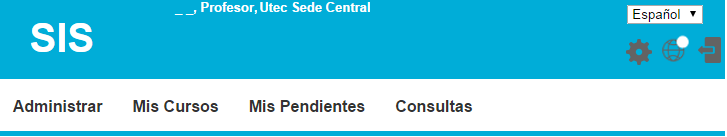 _ _, Profesor, Utec Sede Central
Español
SIS
Administrar Mis Cursos Mis Pendientes Consultas